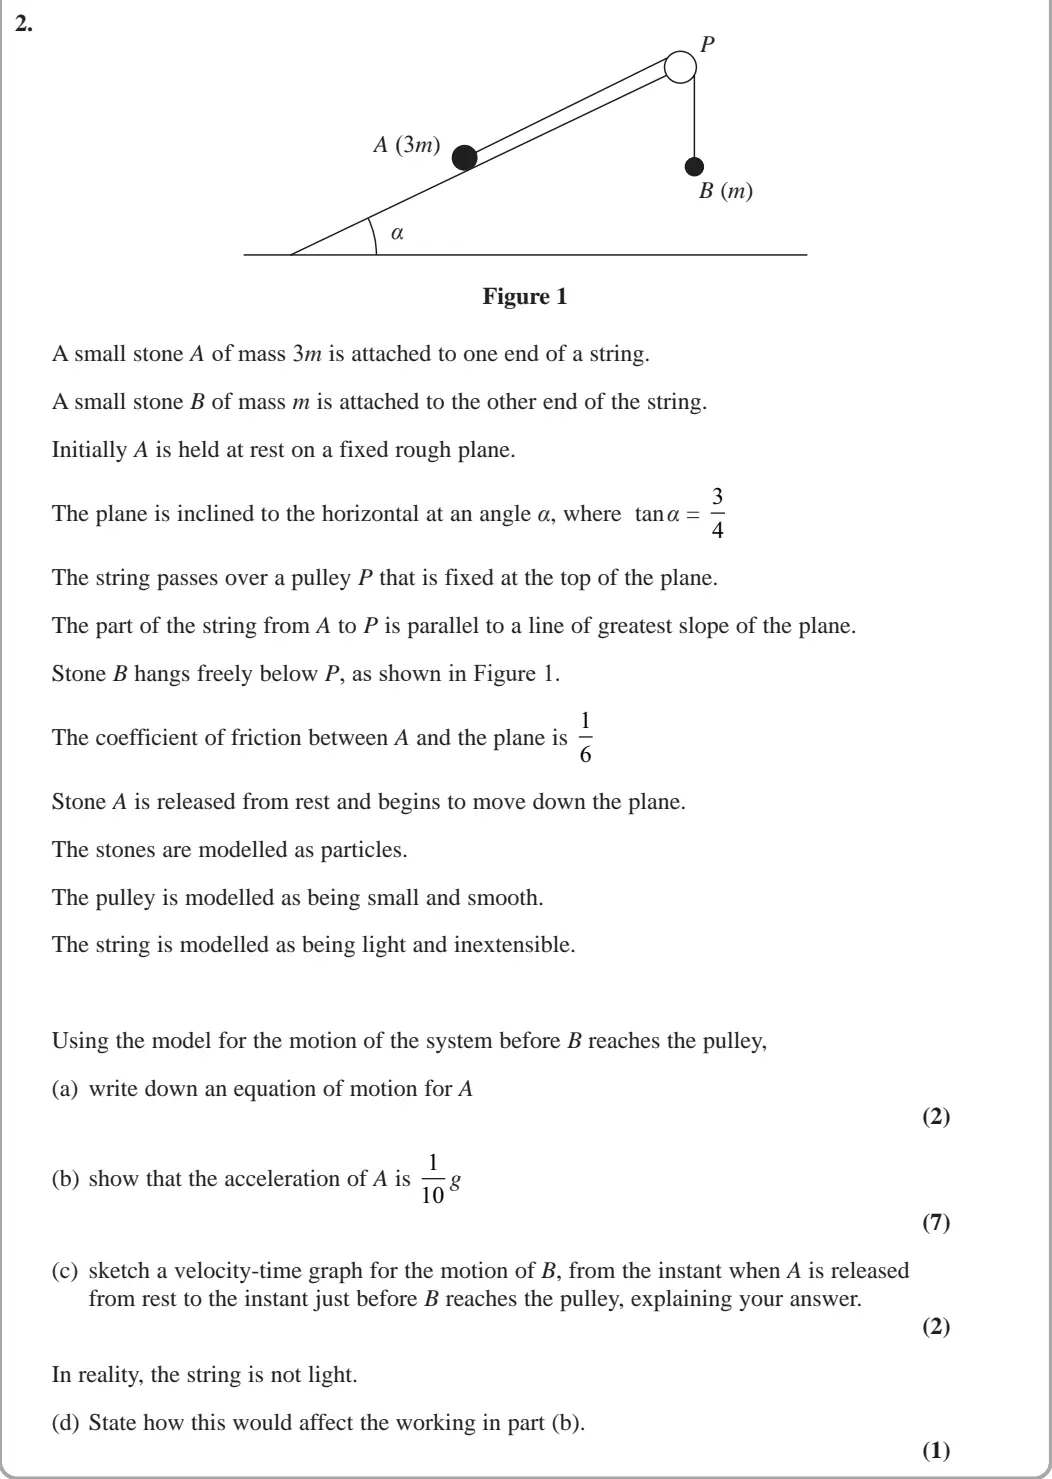 2.
P
A (3m)
B (m)
α
Figure 1
A small stone A of mass 3m is attached to one end of a string.
A small stone B of mass m is attached to the other end of the string.
Initially A is held at rest on a fixed rough plane.
The plane is inclined to the horizontal at an angle α, where tan α = 3/4
The string passes over a pulley P that is fixed at the top of the plane.
The part of the string from A to P is parallel to a line of greatest slope of the plane.
Stone B hangs freely below P, as shown in Figure 1.
The coefficient of friction between A and the plane is 1/6
Stone A is released from rest and begins to move down the plane.
The stones are modelled as particles.
The pulley is modelled as being small and smooth.
The string is modelled as being light and inextensible.
Using the model for the motion of the system before B reaches the pulley,
(a) write down an equation of motion for A
(2)
(b) show that the acceleration of A is 1/10 g
(7)
(c) sketch a velocity-time graph for the motion of B, from the instant when A is released
from rest to the instant just before B reaches the pulley, explaining your answer.
(2)
In reality, the string is not light.
(d) State how this would affect the working in part (b).
(1)